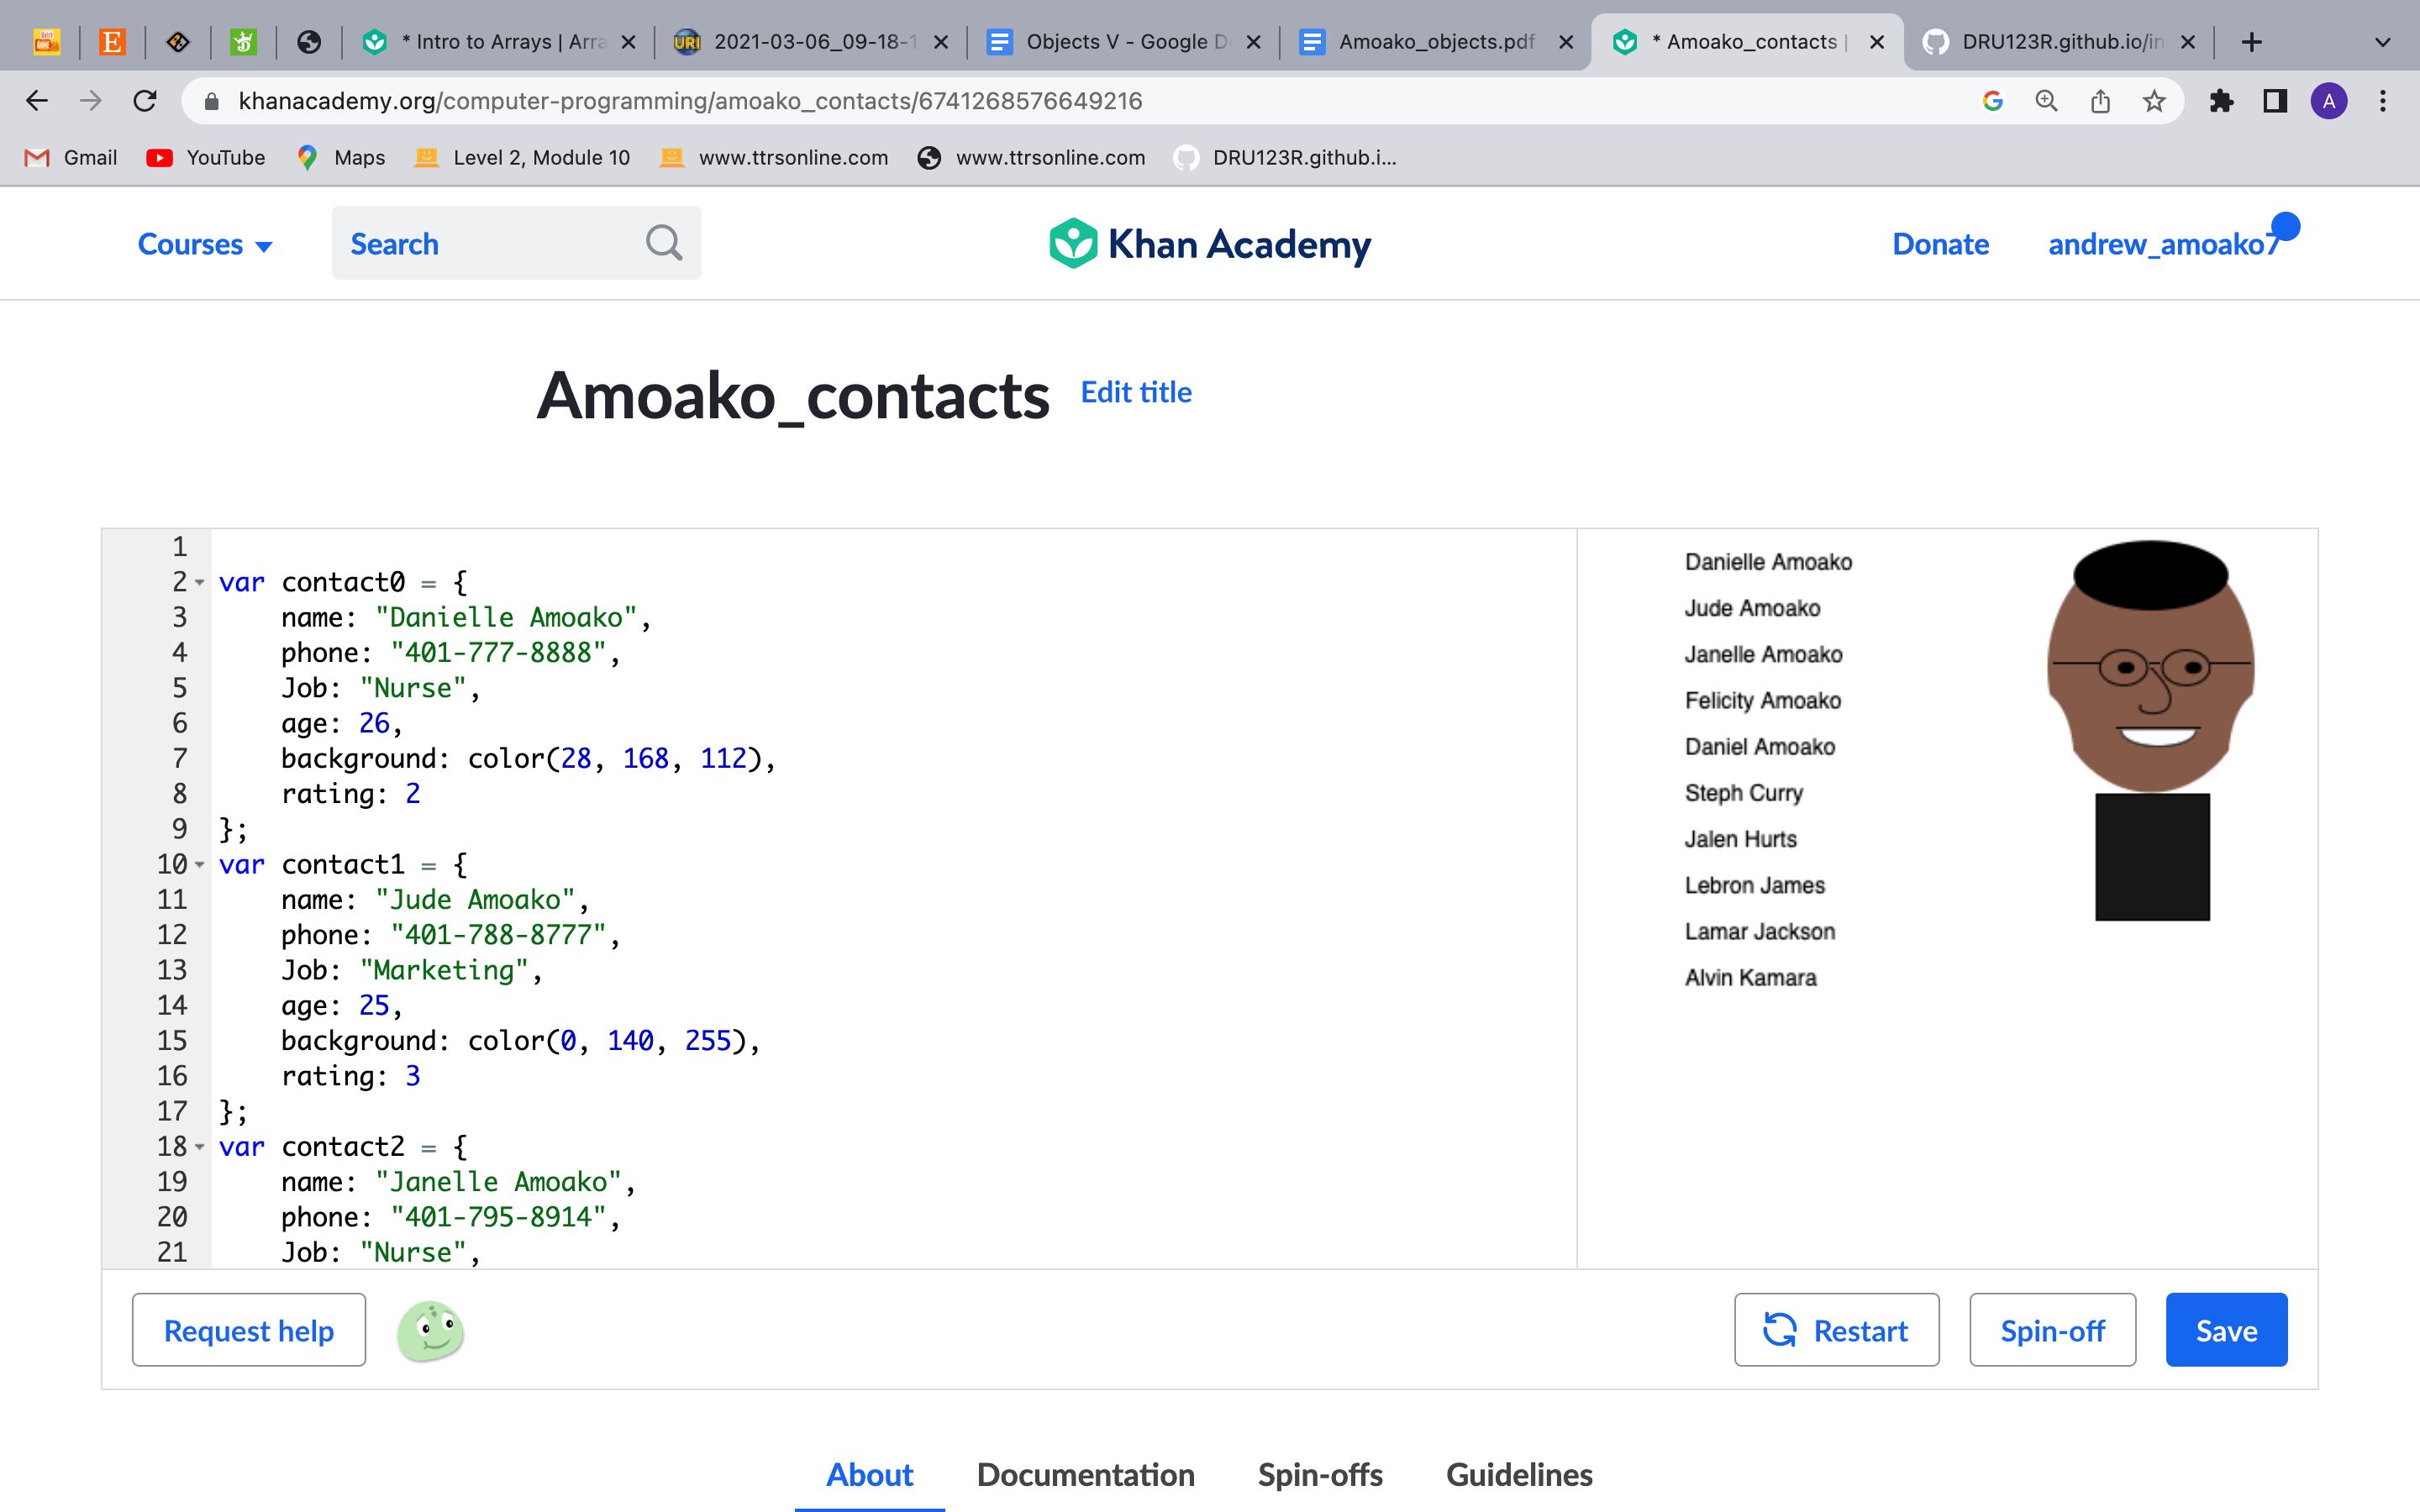 * Intro to Arrays | Arra
URI 2021-03-06_09-18-1
Objects V - Google D
Amoako_objects.pdf
* Amoako_contacts |
DRU123R.github.io/in
khanacademy.org/computer-programming/amoako_contacts/6741268576649216
A
Gmail YouTube Maps Level 2, Module 10 www.ttrsonline.com www.ttrsonline.com DRU123R.github.i...
Courses Search Khan Academy Donate andrew_amoako7
Amoako_contacts Edit title
1
2 var contact0 = {
3 name: "Danielle Amoako",
4 phone: "401-777-8888",
5 Job: "Nurse",
6 age: 26,
7 background: color(28, 168, 112),
8 rating: 2
9 };
10 var contact1 = {
11 name: "Jude Amoako",
12 phone: "401-788-8777",
13 Job: "Marketing",
14 age: 25,
15 background: color(0, 140, 255),
16 rating: 3
17 };
18 var contact2 = {
19 name: "Janelle Amoako",
20 phone: "401-795-8914",
21 Job: "Nurse",
Danielle Amoako
Jude Amoako
Janelle Amoako
Felicity Amoako
Daniel Amoako
Steph Curry
Jalen Hurts
Lebron James
Lamar Jackson
Alvin Kamara
Request help Restart Spin-off Save
About Documentation Spin-offs Guidelines